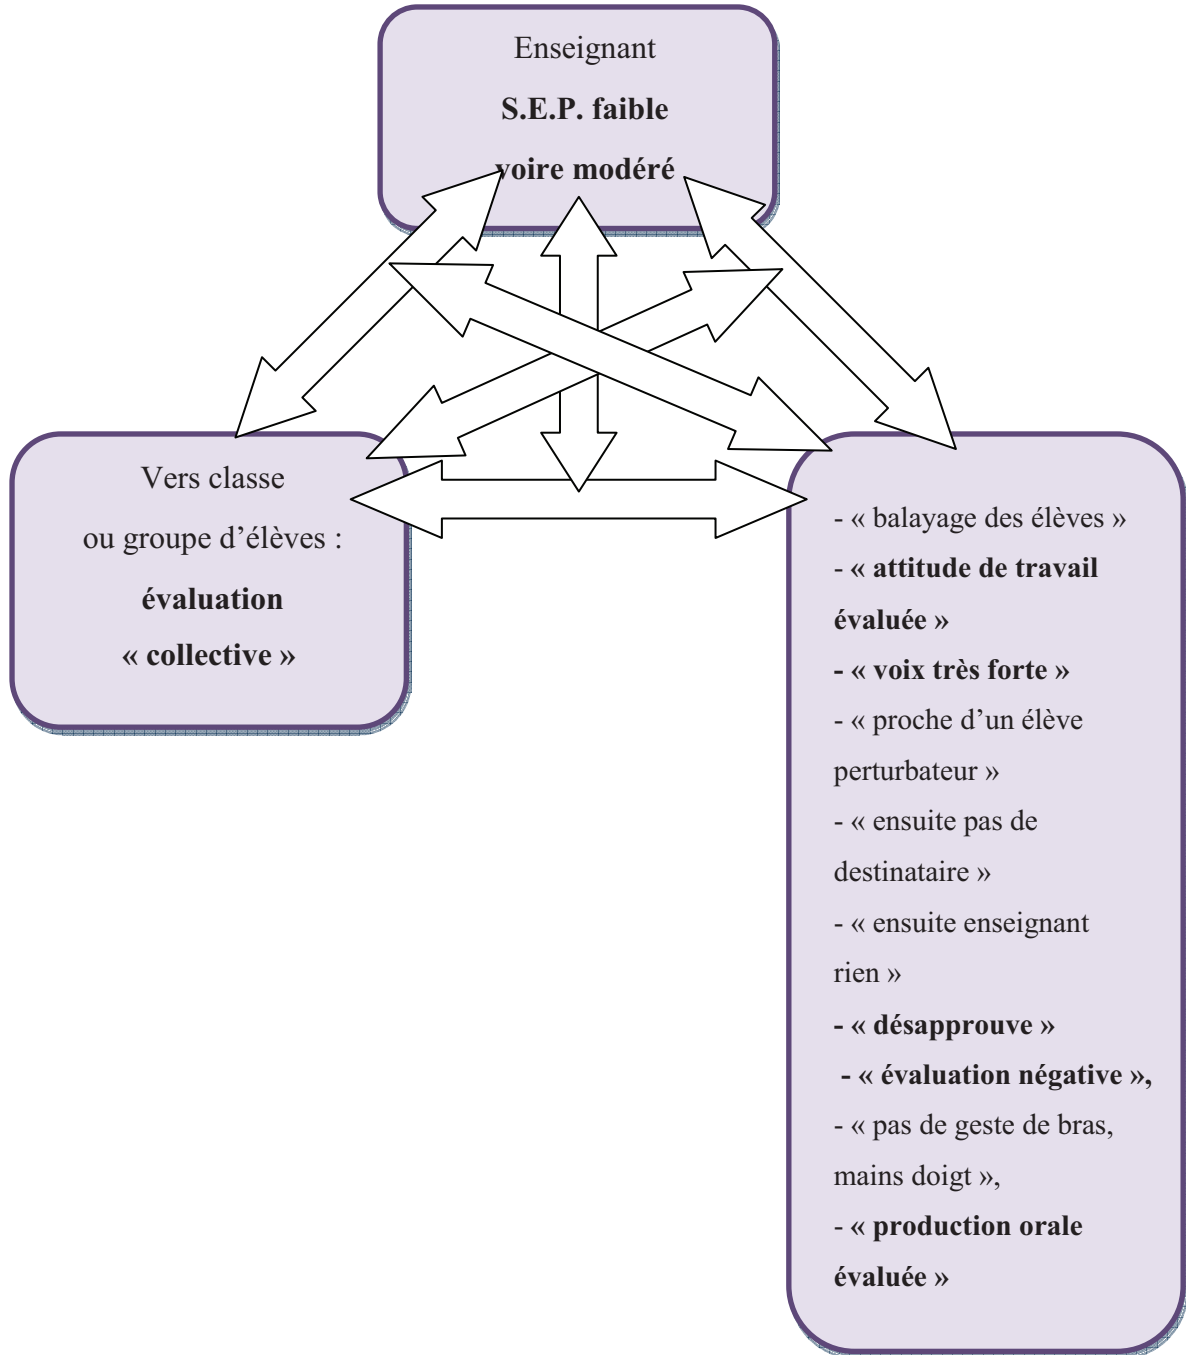 Enseignant
S.E.P. faible
voire modéré
Vers classe
ou groupe d’élèves :
évaluation
« collective »
- « balayage des élèves »
- « attitude de travail
évaluée »
- « voix très forte »
- « proche d’un élève
perturbateur »
- « ensuite pas de
destinataire »
- « ensuite enseignant
rien »
- « désapprouve »
- « évaluation négative »,
- « pas de geste de bras,
mains doigt »,
- « production orale
évaluée »